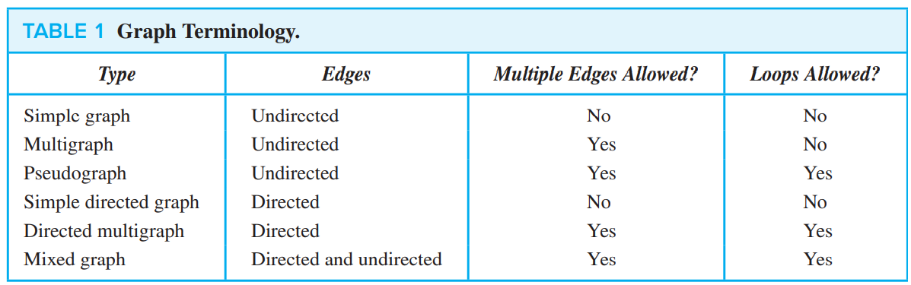 TABLE 1 Graph Terminology.
Type Edges Multiple Edges Allowed? Loops Allowed?
Simple graph Undirected No No
Multigraph Undirected Yes No
Pseudograph Undirected Yes Yes
Simple directed graph Directed No No
Directed multigraph Directed Yes Yes
Mixed graph Directed and undirected Yes Yes